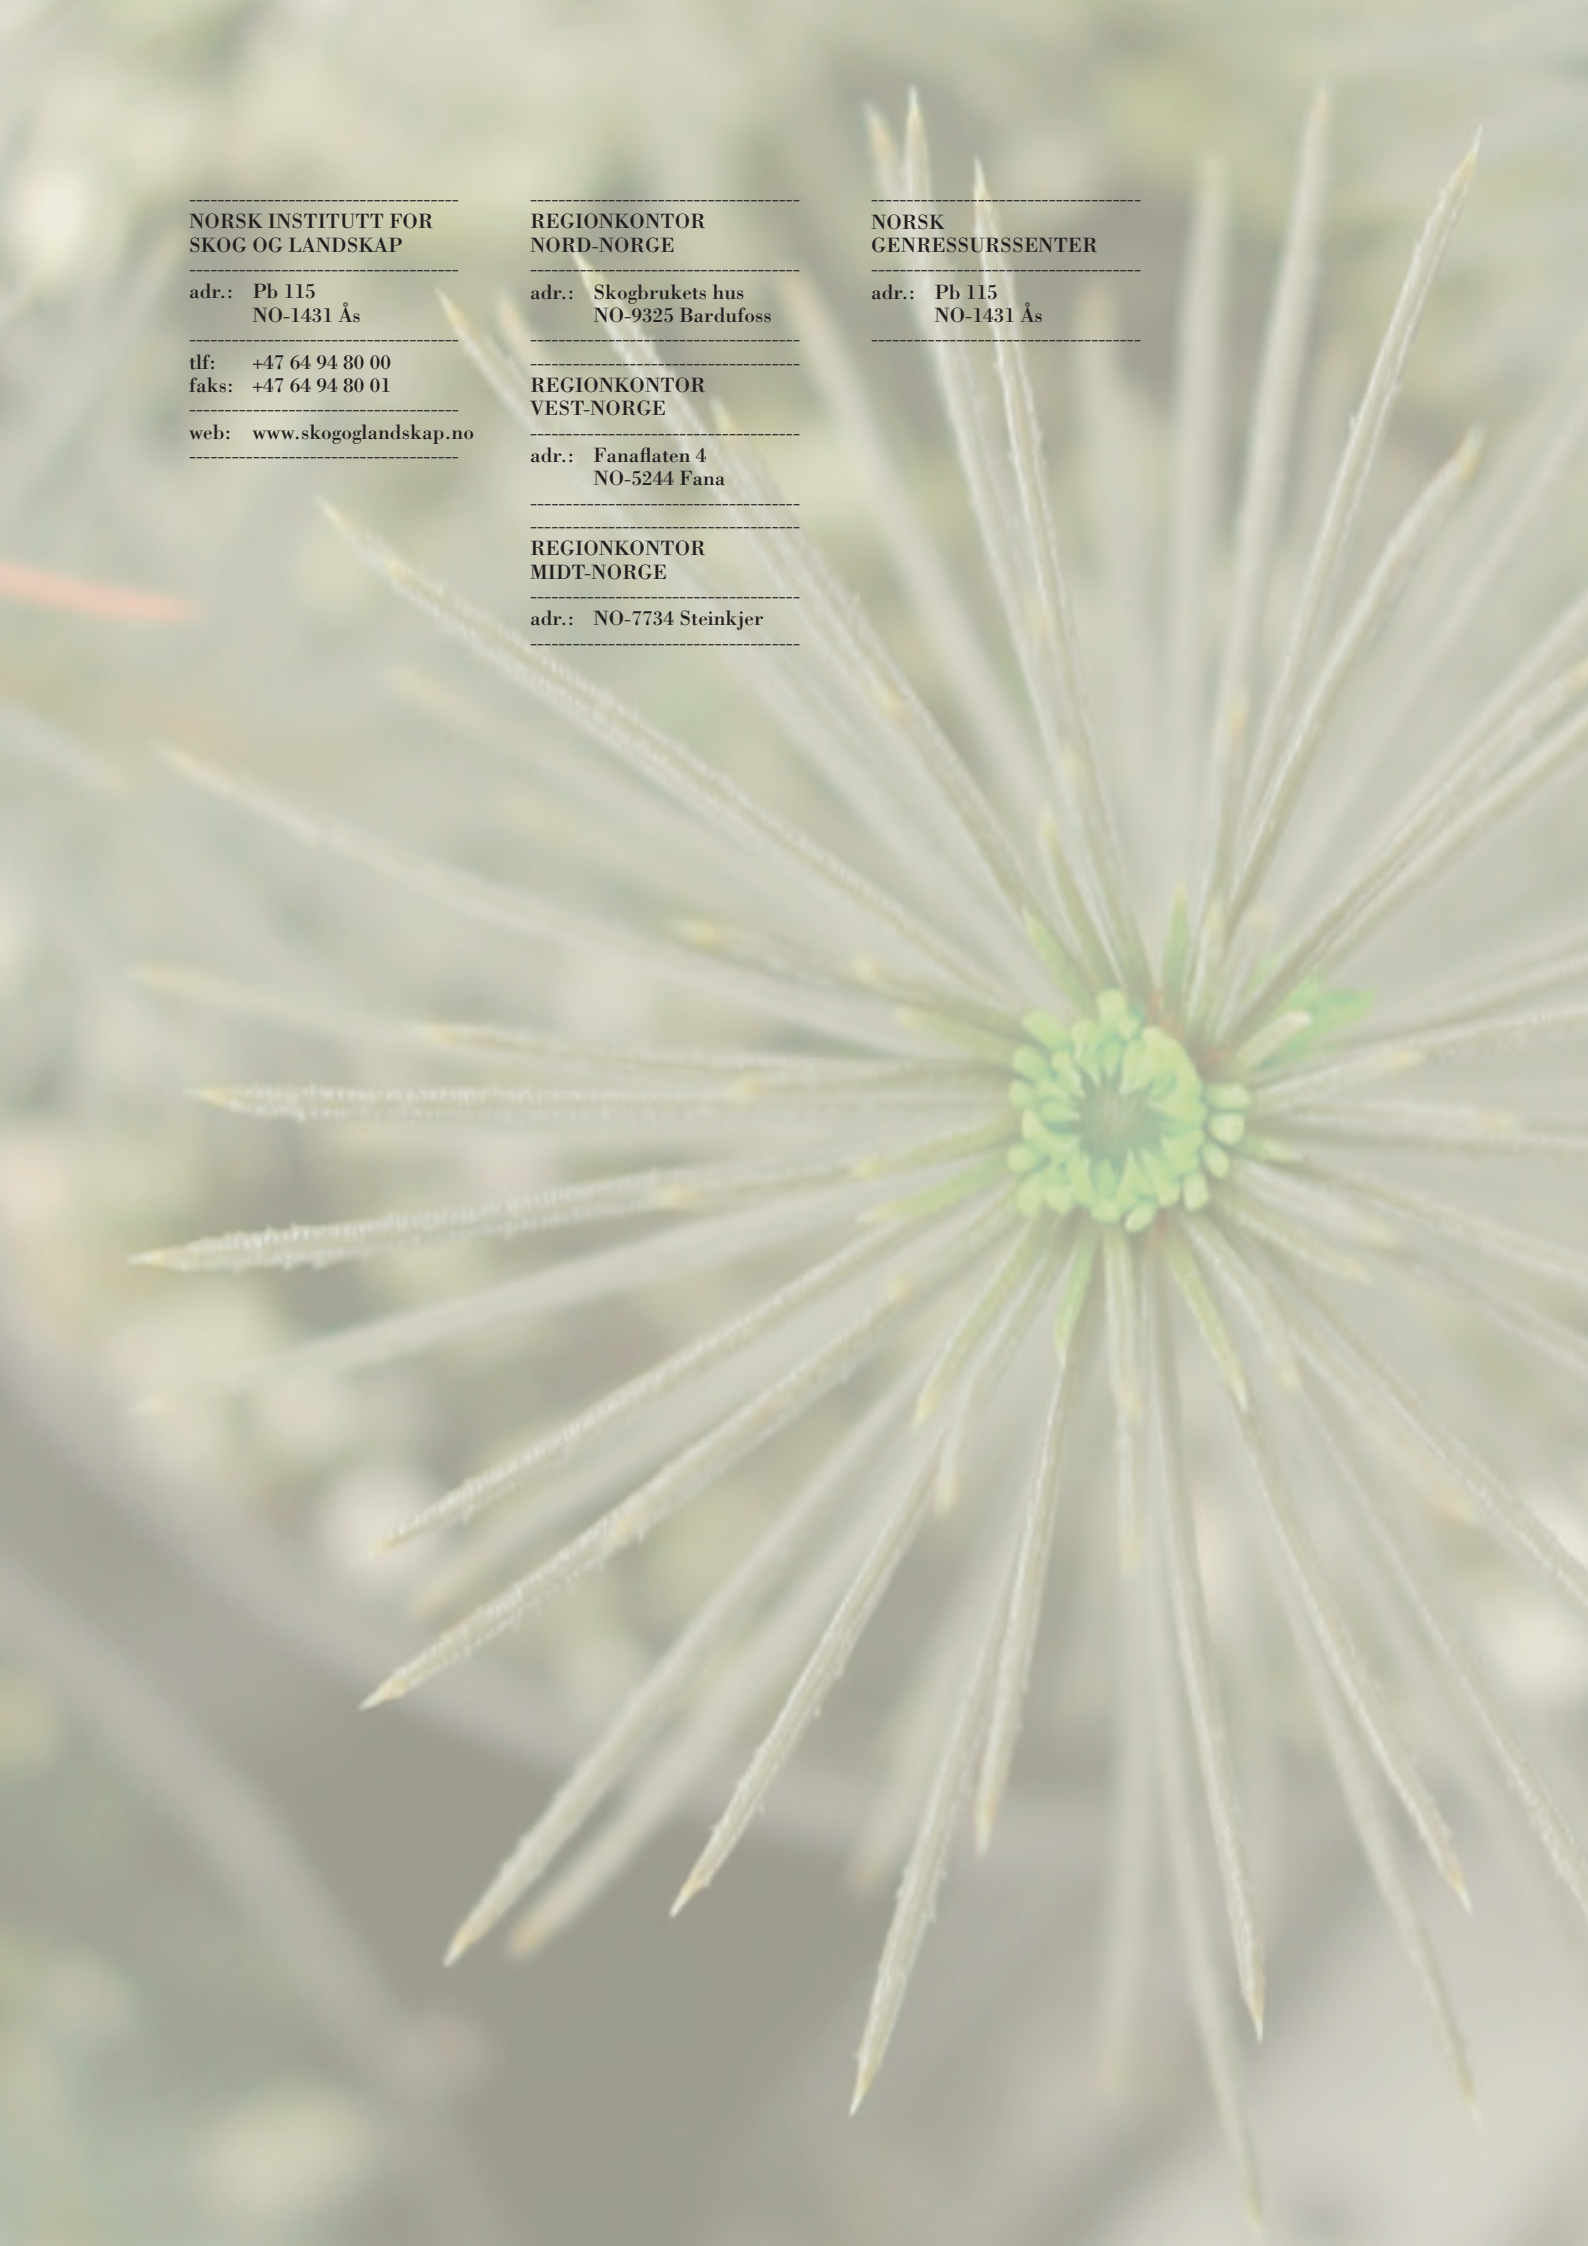 NORSK INSTITUTT FOR
SKOG OG LANDSKAP
adr.: Pb 115
NO-1431 Ås
tlf: +47 64 94 80 00
faks: +47 64 94 80 01
web: www.skogoglandskap.no
REGIONKONTOR
NORD-NORGE
adr.: Skogbrukets hus
NO-9325 Bardufoss
REGIONKONTOR
VEST-NORGE
adr.: Fanaflaten 4
NO-5244 Fana
REGIONKONTOR
MIDT-NORGE
adr.: NO-7734 Steinkjer
NORSK
GENRESSURSSENTER
adr.: Pb 115
NO-1431 Ås